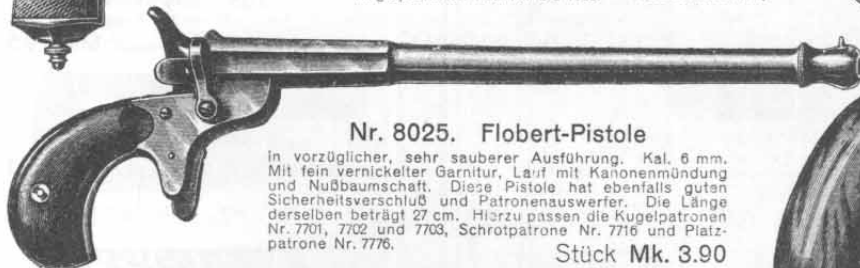 Nr. 8025. Flobert-Pistole
in vorzüglicher, sehr sauberer Ausführung. Kal. 6 mm.
Mit fein vernickelter Garnitur, Lauf mit Kanonenmündung
und Nußbaumschaft. Diese Pistole hat ebenfalls guten
Sicherheitsverschluß und Patronenauswerfer. Die Länge
derselben beträgt 27 cm. Hierzu passen die Kugelpatronen
Nr. 7701, 7702 und 7703, Schrotpatrone Nr. 7716 und Platz-
patrone Nr. 7776.
Stück Mk. 3.90